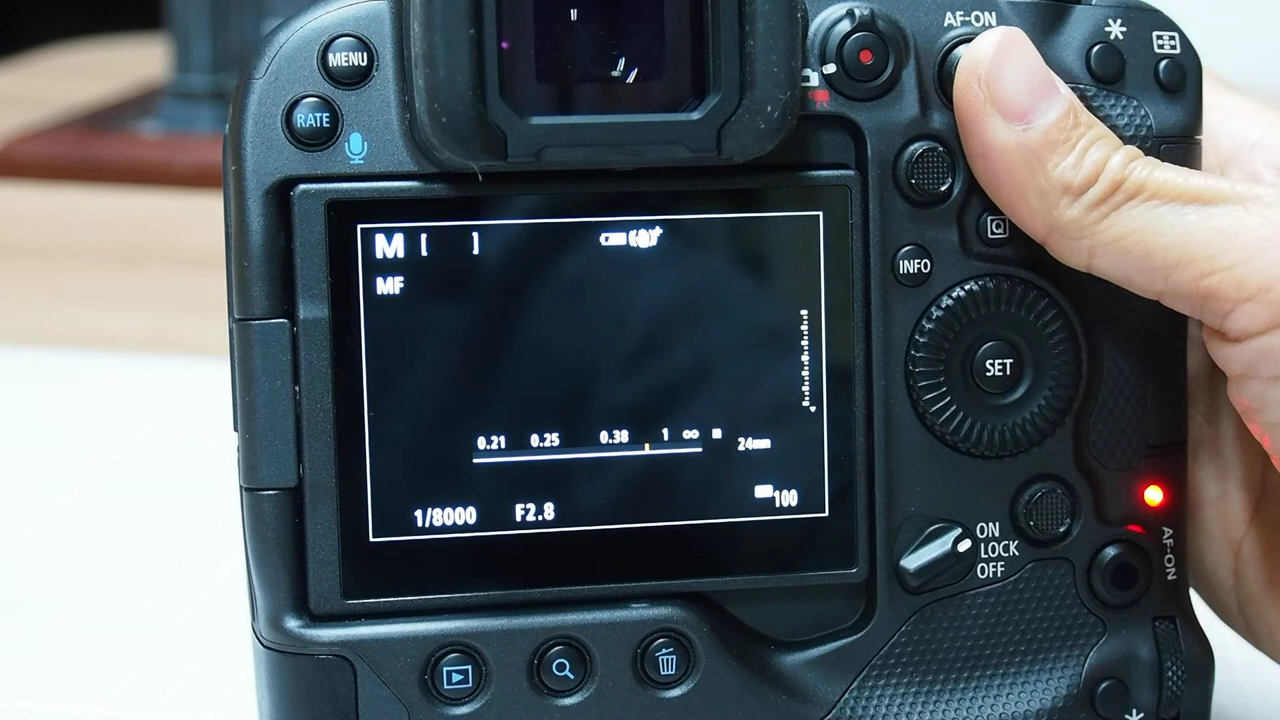 AF-ON
MENU
RATE
M [ ]
MF
Q
INFO
SET
0.21 0.25 0.38 1 ∞
24mm
1/8000 F2.8
100
ON
LOCK
OFF
AF-ON